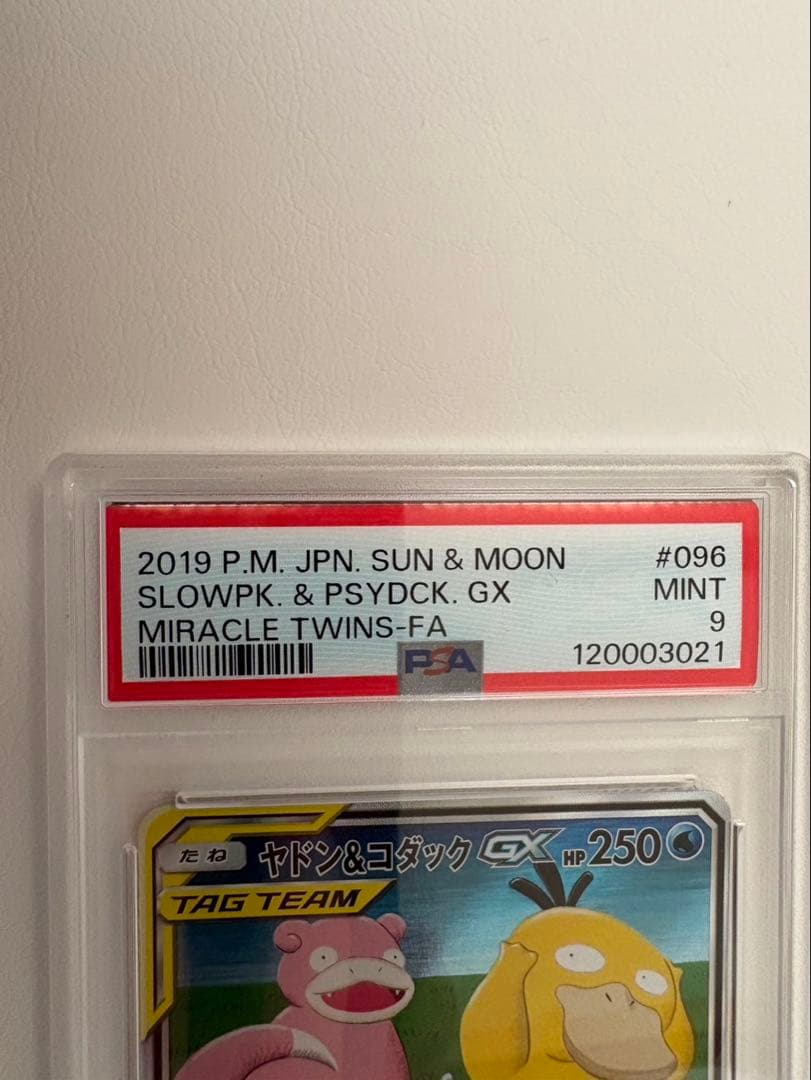 2019 P.M. JPN. SUN & MOON #096
SLOWPK. & PSYDCK. GX MINT
MIRACLE TWINS-FA 9
PSA 120003021
たね ヤドン&コダック GX HP 250
TAG TEAM